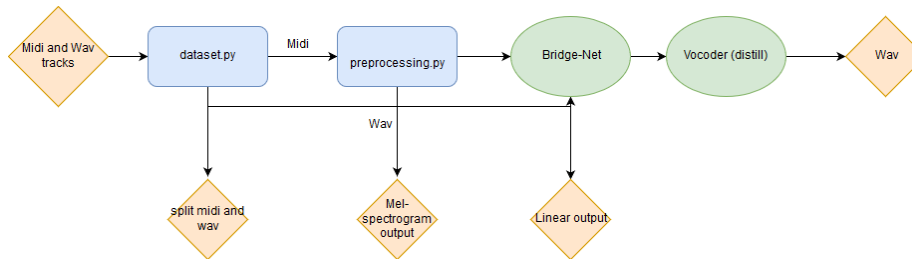 Midi and Wav
tracks
dataset.py
Midi
preprocessing.py
Bridge-Net
Vocoder (distill)
Wav
Wav
split midi and
wav
Mel-
spectrogram
output
Linear output